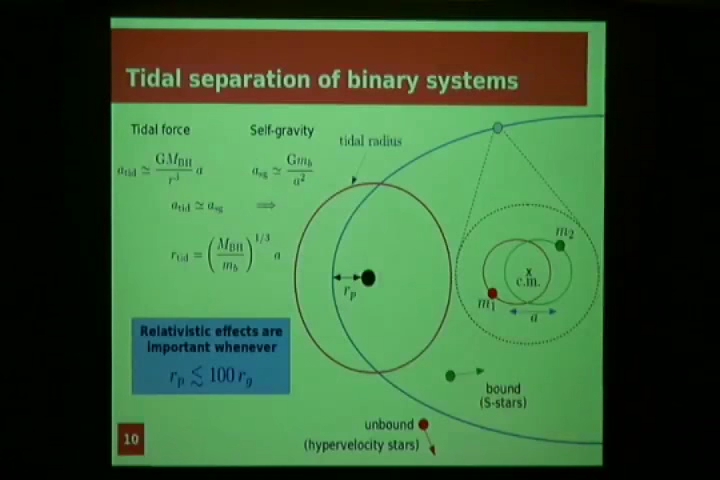 Tidal separation of binary systems
Tidal force
Self-gravity
a_tid ≃ GM_BH/r³ a
a_sg ≃ Gm_b/a²
a_tid ≃ a_sg ⟹
r_tid = (M_BH/m_b)^1/3 a
tidal radius
r_p
m_2
x
c.m.
m_1
a
Relativistic effects are
important whenever
r_p ≲ 100 r_g
bound
(S-stars)
unbound
(hypervelocity stars)
10